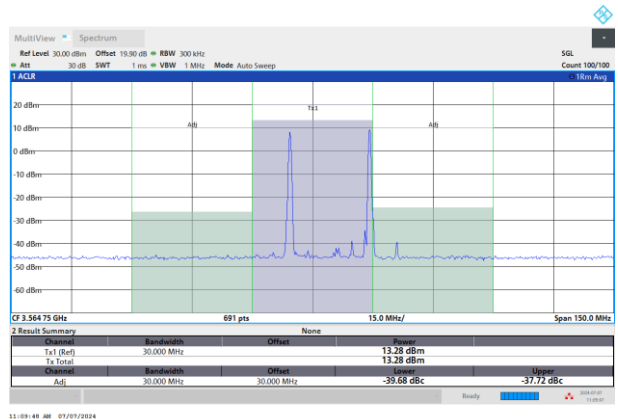 MultiView Spectrum
Ref Level 30.00 dBm Offset 19.90 dB RBW 300 kHz SGL
Att 30 dB SWT 1 ms VBW 1 MHz Mode Auto Sweep Count 100/100
1 ACLR 1Rm Avg
20 dBm
Tx1
10 dBm
Adj Adj
0 dBm
-10 dBm
-20 dBm
-30 dBm
-40 dBm
-50 dBm
-60 dBm
CF 3.564 75 GHz 691 pts 15.0 MHz/ Span 150.0 MHz
2 Result Summary None
Channel Bandwidth Offset Power
Tx1 (Ref) 30.000 MHz 13.28 dBm
Tx Total 13.28 dBm
Channel Bandwidth Offset Lower Upper
Adj 30.000 MHz 30.000 MHz -39.68 dBc -37.72 dBc
Ready
11:09:48 AM 07/07/2024